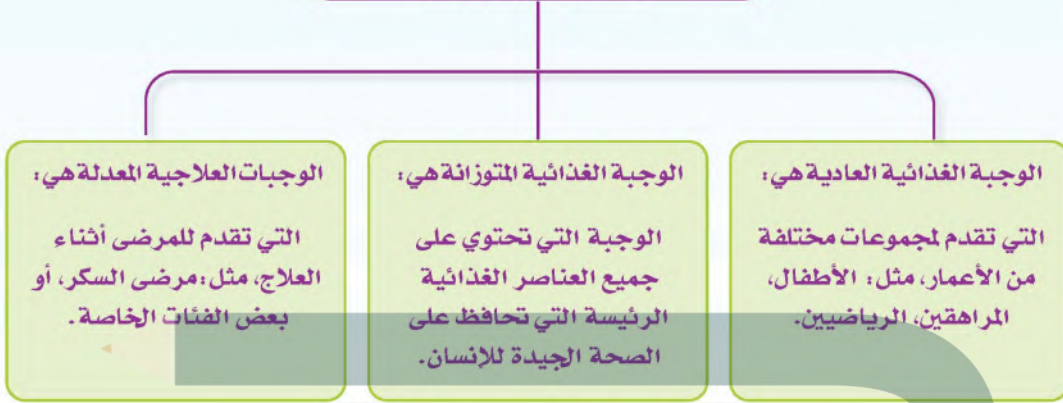 الوجبة الغذائية العادية هي:
التي تقدم لمجموعات مختلفة
من الأعمار، مثل: الأطفال،
المراهقين، الرياضيين.
الوجبة الغذائية المتوزانة هي:
الوجبة التي تحتوي على
جميع العناصر الغذائية
الرئيسة التي تحافظ على
الصحة الجيدة للإنسان.
الوجبات العلاجية المعدلة هي:
التي تقدم للمرضى أثناء
العلاج، مثل: مرضى السكر، أو
بعض الفئات الخاصة.